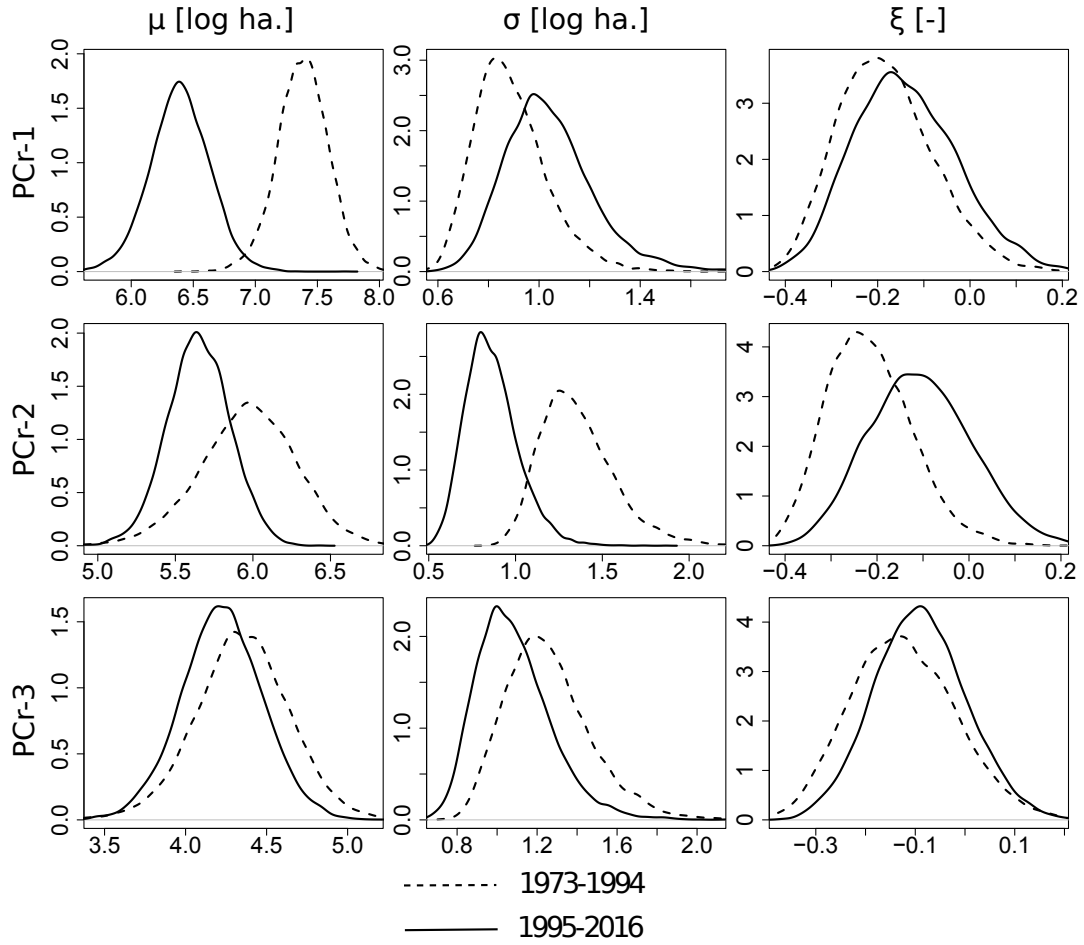 μ [log ha.] σ [log ha.] ξ [-]
PCr-1
0.0 0.5 1.0 1.5 2.0
6.0 6.5 7.0 7.5 8.0
0.0 1.0 2.0 3.0
0.6 1.0 1.4
0 1 2 3
−0.4 −0.2 0.0 0.2
PCr-2
0.0 0.5 1.0 1.5 2.0
5.0 5.5 6.0 6.5
0.0 1.0 2.0
0.5 1.0 1.5 2.0
0 1 2 3 4
−0.4 −0.2 0.0 0.2
PCr-3
0.0 0.5 1.0 1.5
3.5 4.0 4.5 5.0
0.0 1.0 2.0
0.8 1.2 1.6 2.0
0 1 2 3 4
−0.3 −0.1 0.1
1973-1994
1995-2016